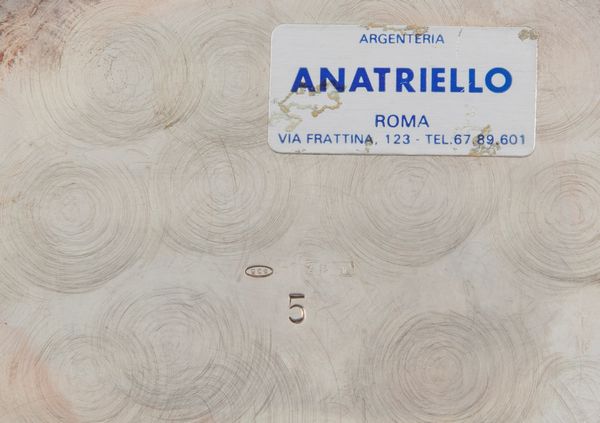 ARGENTERIA
ANATRIELLO
ROMA
VIA FRATTINA, 123 - TEL.67 89.601
5